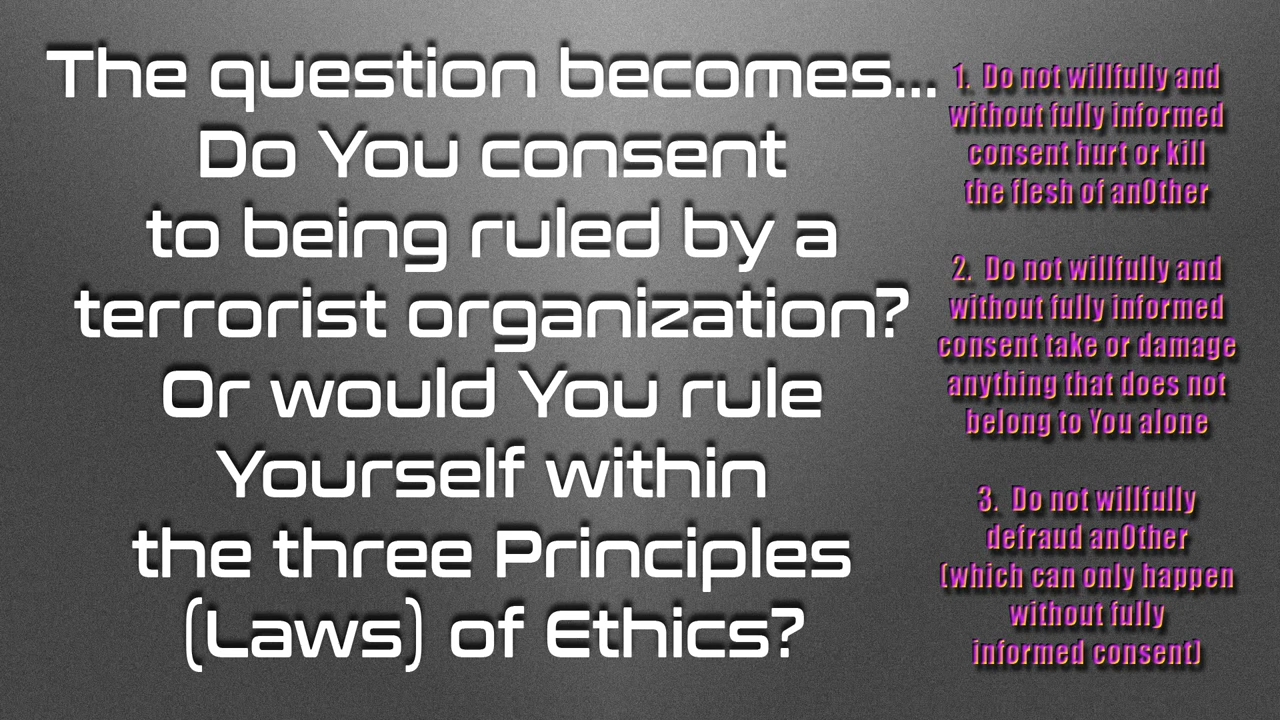 The question becomes...
Do You consent
to being ruled by a
terrorist organization?
Or would You rule
Yourself within
the three Principles
(Laws) of Ethics?
1. Do not willfully and
without fully informed
consent hurt or kill
the flesh of anOther
2. Do not willfully and
without fully informed
consent take or damage
anything that does not
belong to You alone
3. Do not willfully
defraud anOther
(which can only happen
without fully
informed consent)